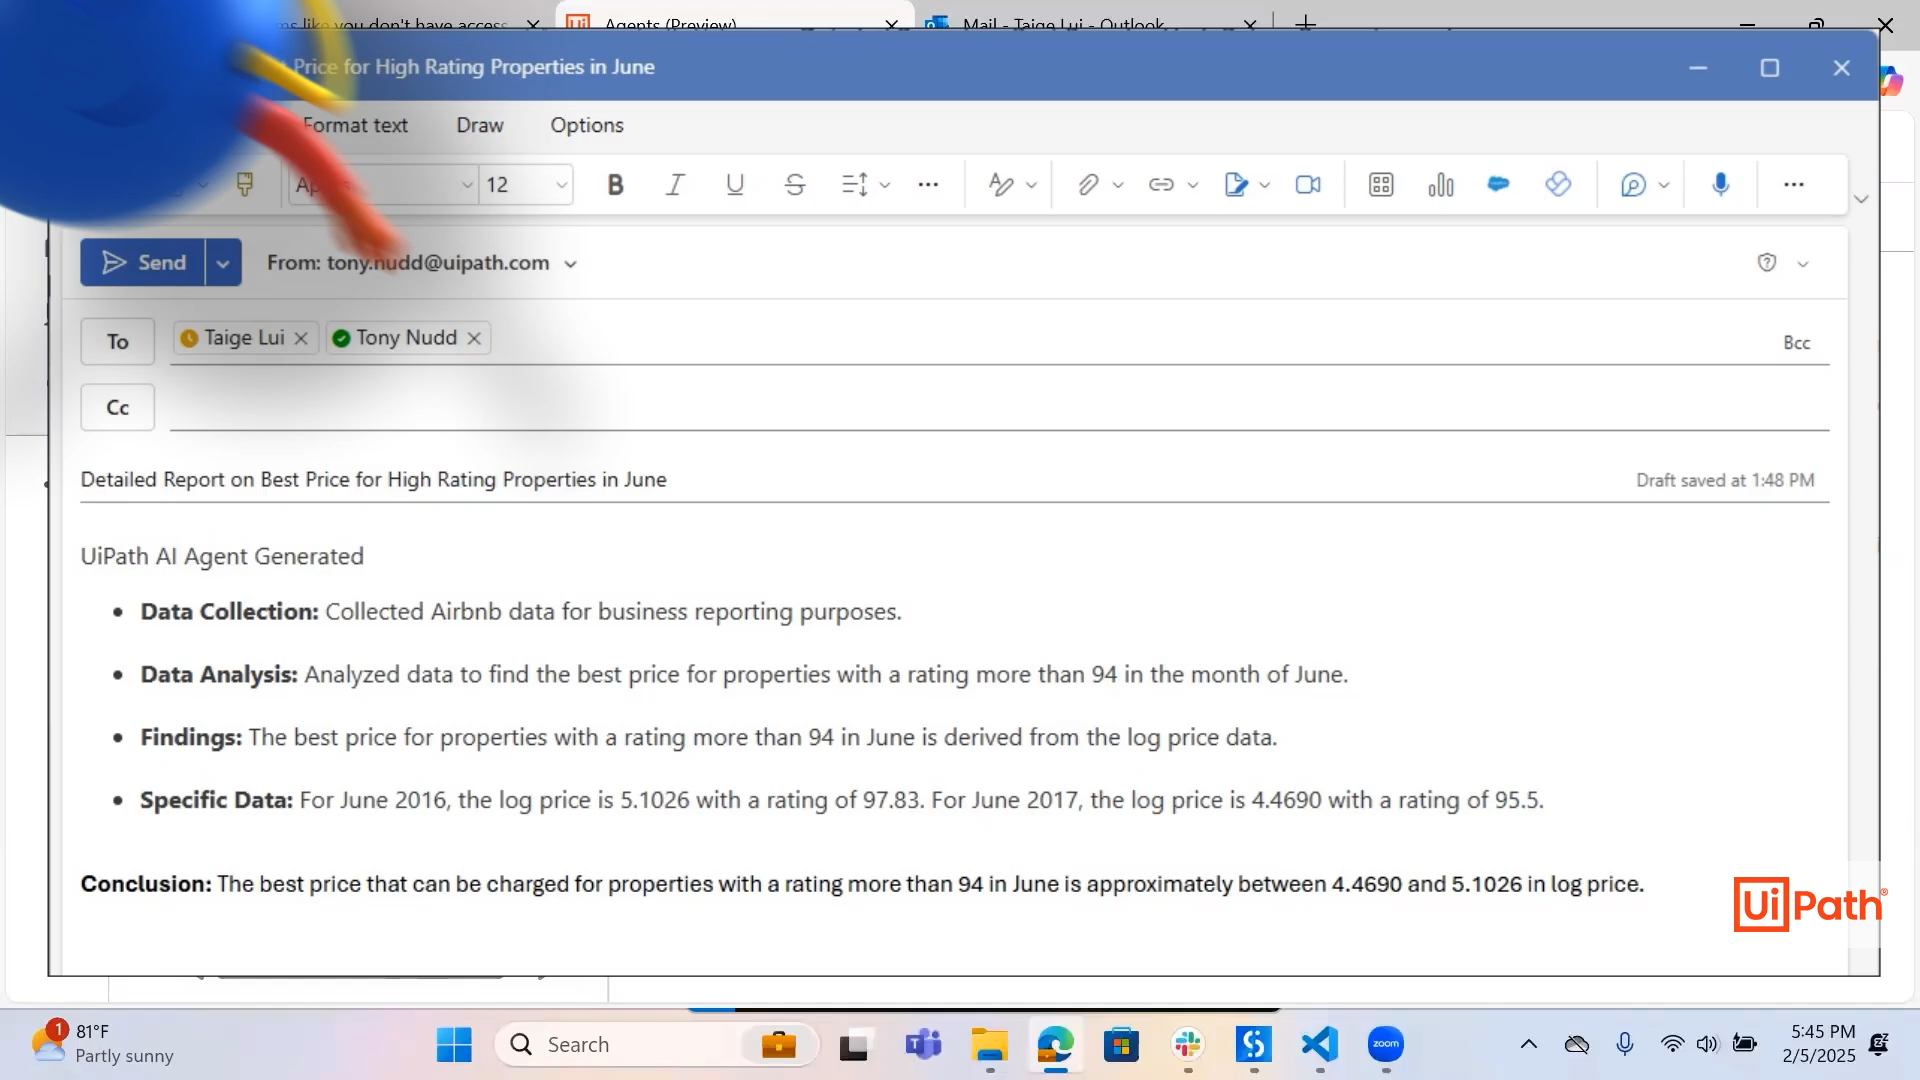 ms like you don't have access
Agents (Preview)
Mail - Taige Lui - Outlook
Price for High Rating Properties in June
Format text Draw Options
12
Send From: tony.nudd@uipath.com
To Taige Lui Tony Nudd Bcc
Cc
Detailed Report on Best Price for High Rating Properties in June Draft saved at 1:48 PM
UiPath AI Agent Generated
• Data Collection: Collected Airbnb data for business reporting purposes.
• Data Analysis: Analyzed data to find the best price for properties with a rating more than 94 in the month of June.
• Findings: The best price for properties with a rating more than 94 in June is derived from the log price data.
• Specific Data: For June 2016, the log price is 5.1026 with a rating of 97.83. For June 2017, the log price is 4.4690 with a rating of 95.5.
Conclusion: The best price that can be charged for properties with a rating more than 94 in June is approximately between 4.4690 and 5.1026 in log price.
UiPath®
1
81°F
Partly sunny
Search
zoom
5:45 PM
2/5/2025